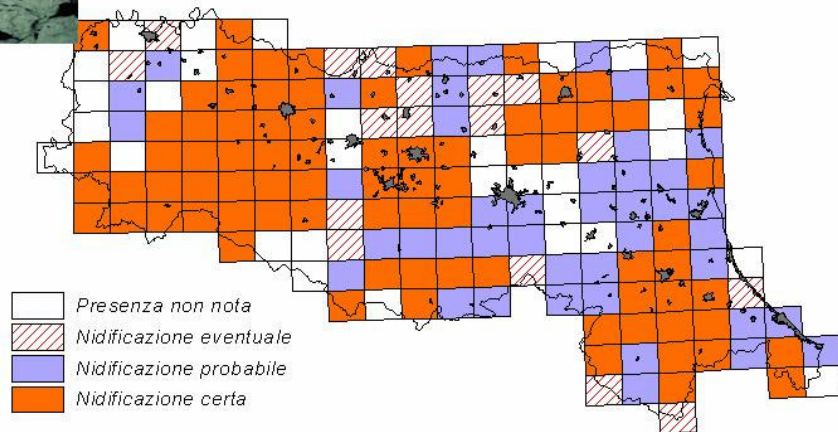 Presenza non nota
Nidificazione eventuale
Nidificazione probabile
Nidificazione certa